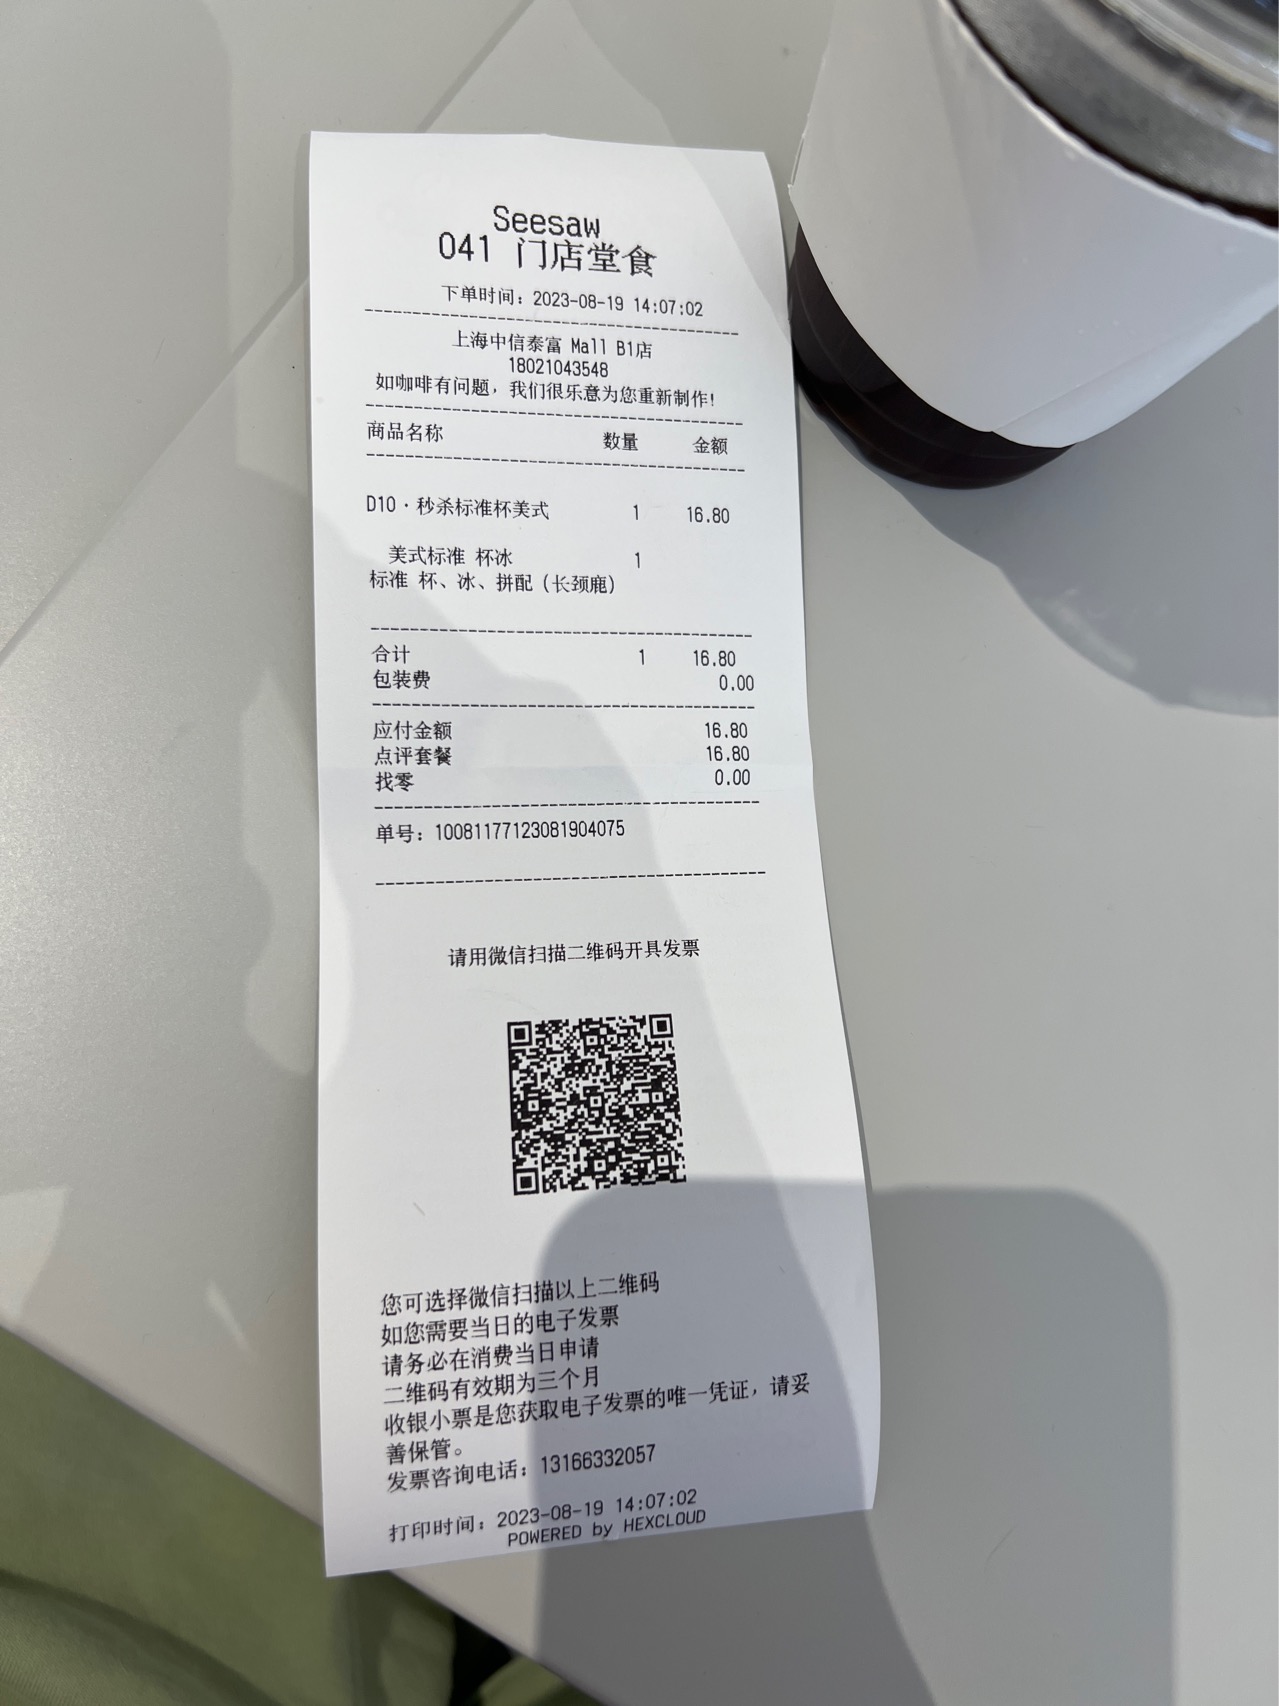 Seesaw
041 门店堂食
下单时间：2023-08-19 14:07:02
上海中信泰富 Mall B1店
18021043548
如咖啡有问题，我们很乐意为您重新制作!
商品名称 数量 金额
D10·秒杀标准杯美式 1 16.80
美式标准 杯冰 1
标准 杯、冰、拼配（长颈鹿）
合计 1 16.80
包装费 0.00
应付金额 16.80
点评套餐 16.80
找零 0.00
单号：10081177123081904075
请用微信扫描二维码开具发票
您可选择微信扫描以上二维码
如您需要当日的电子发票
请务必在消费当日申请
二维码有效期为三个月
收银小票是您获取电子发票的唯一凭证，请妥
善保管。
发票咨询电话：13166332057
打印时间：2023-08-19 14:07:02
POWERED by HEXCLOUD